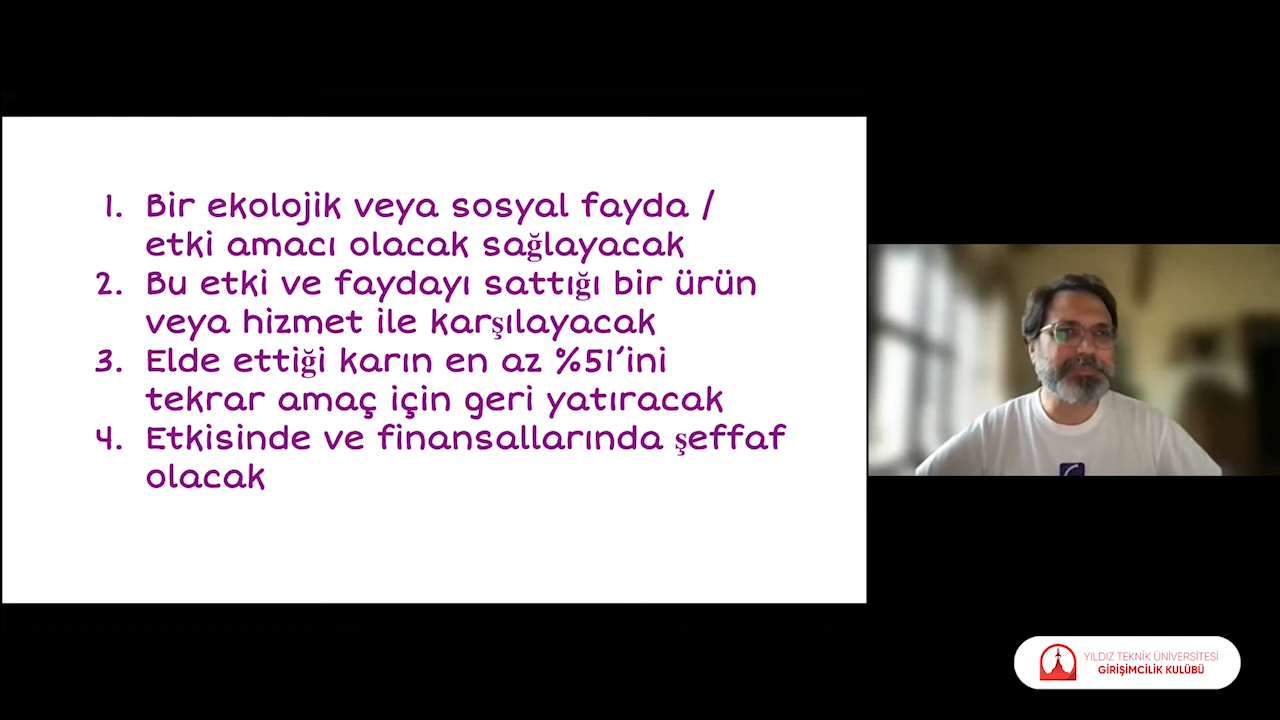 1. Bir ekolojik veya sosyal fayda /
etki amacı olacak sağlayacak
2. Bu etki ve faydayı sattığı bir ürün
veya hizmet ile karşılayacak
3. Elde ettiği karın en az %51’ini
tekrar amaç için geri yatıracak
4. Etkisinde ve finansallarında şeffaf
olacak
YILDIZ TEKNİK ÜNİVERSİTESİ
GİRİŞİMCİLİK KULÜBÜ